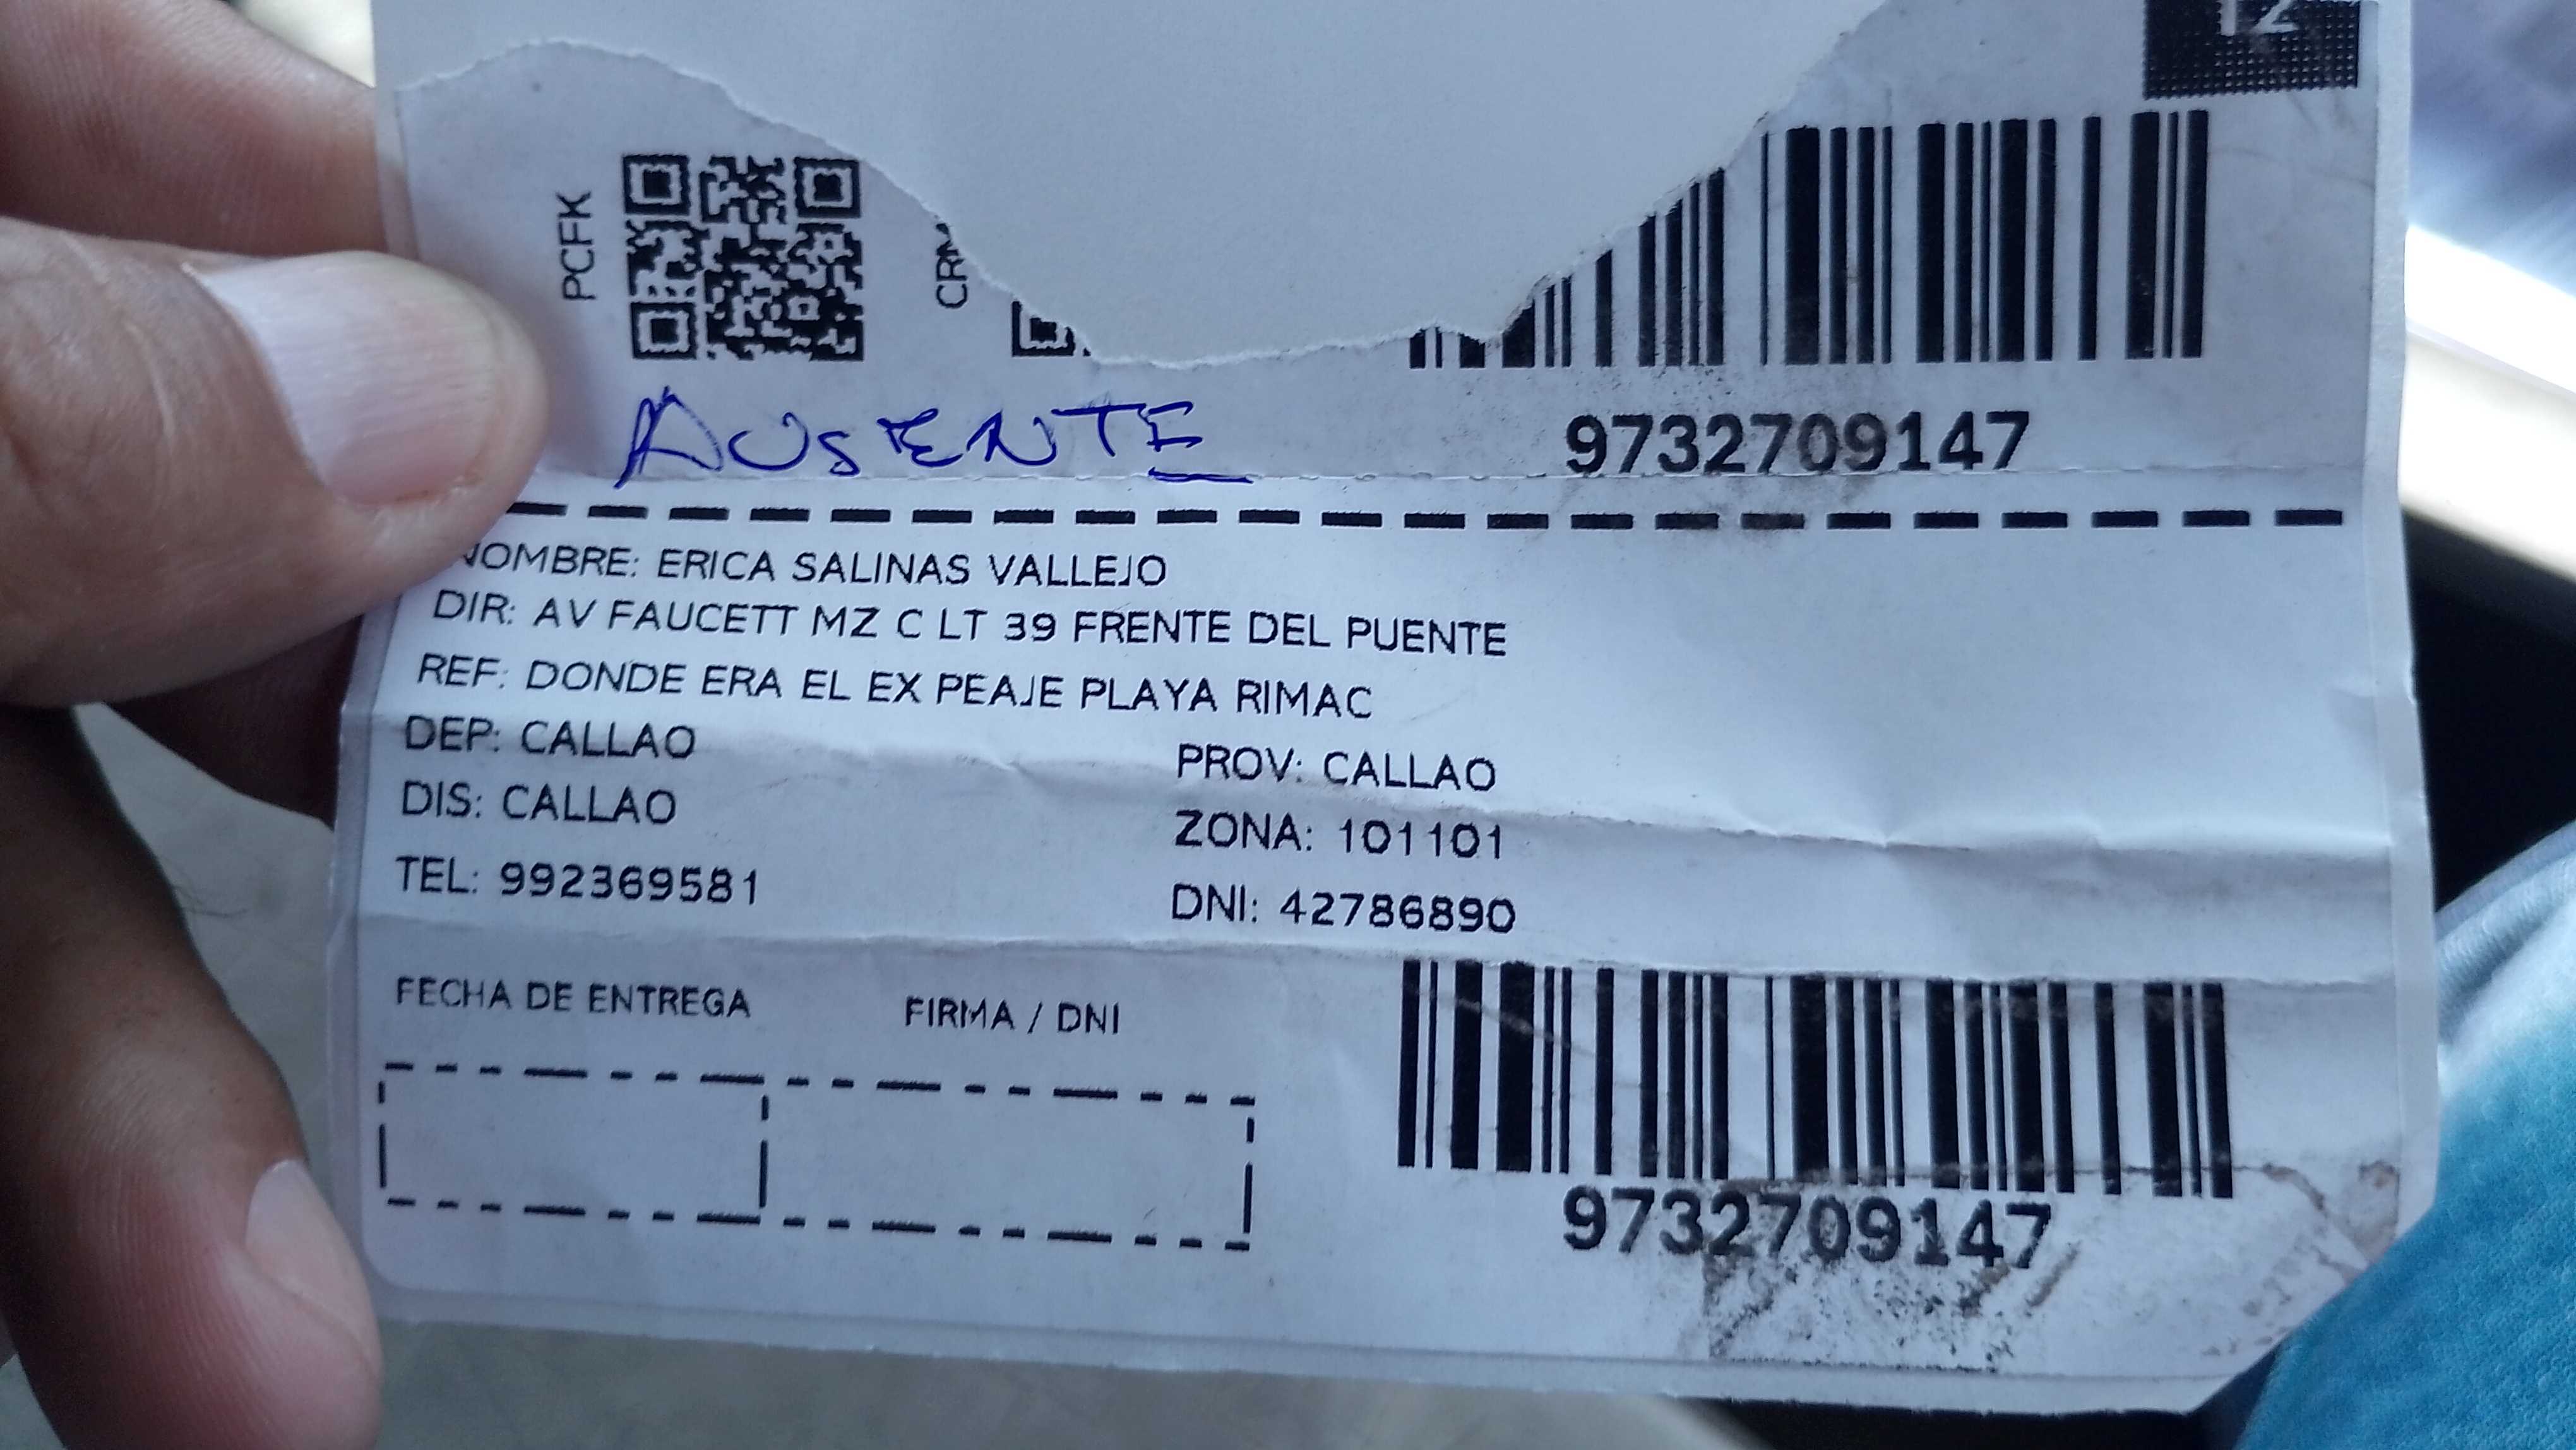 12
PCFK
CRM
AUSENTE
9732709147
NOMBRE: ERICA SALINAS VALLEJO
DIR: AV FAUCETT MZ C LT 39 FRENTE DEL PUENTE
REF: DONDE ERA EL EX PEAJE PLAYA RIMAC
DEP: CALLAO
PROV: CALLAO
DIS: CALLAO
ZONA: 101101
TEL: 992369581
DNI: 42786890
FECHA DE ENTREGA
FIRMA / DNI
9732709147